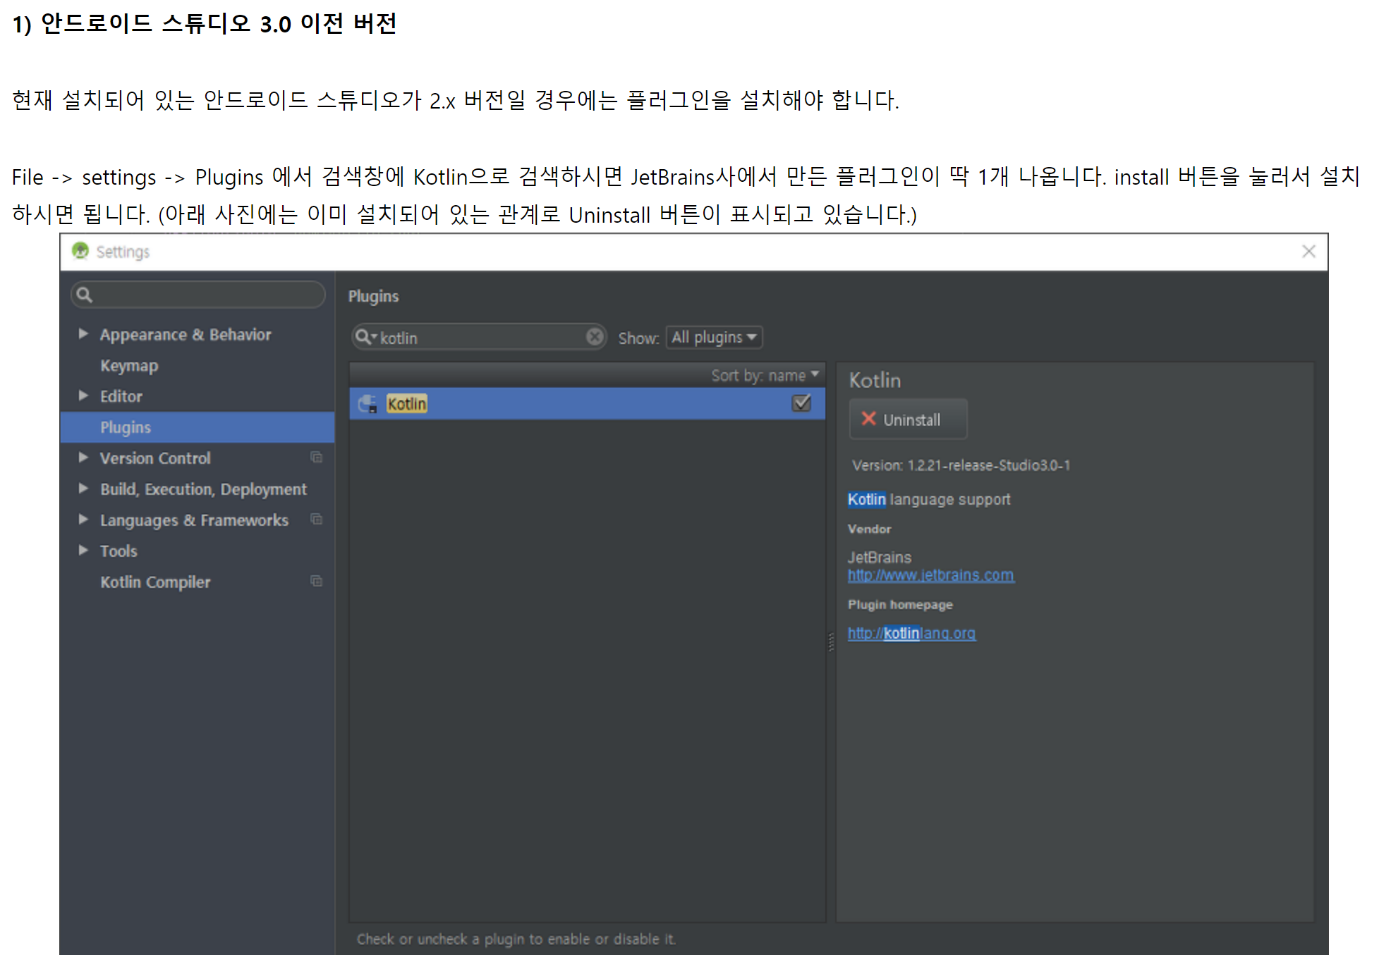 1) 안드로이드 스튜디오 3.0 이전 버전
현재 설치되어 있는 안드로이드 스튜디오가 2.x 버전일 경우에는 플러그인을 설치해야 합니다.
File -> settings -> Plugins 에서 검색창에 Kotlin으로 검색하시면 JetBrains사에서 만든 플러그인이 딱 1개 나옵니다. install 버튼을 눌러서 설치
하시면 됩니다. (아래 사진에는 이미 설치되어 있는 관계로 Uninstall 버튼이 표시되고 있습니다.)
Settings
Appearance & Behavior
Keymap
Editor
Plugins
Version Control
Build, Execution, Deployment
Languages & Frameworks
Tools
Kotlin Compiler
Plugins
kotlin
Show: All plugins
Sort by: name
Kotlin
Kotlin
Uninstall
Version: 1.2.21-release-Studio3.0-1
Kotlin language support
Vendor
JetBrains
http://www.jetbrains.com
Plugin homepage
http://kotlinlang.org
Check or uncheck a plugin to enable or disable it.